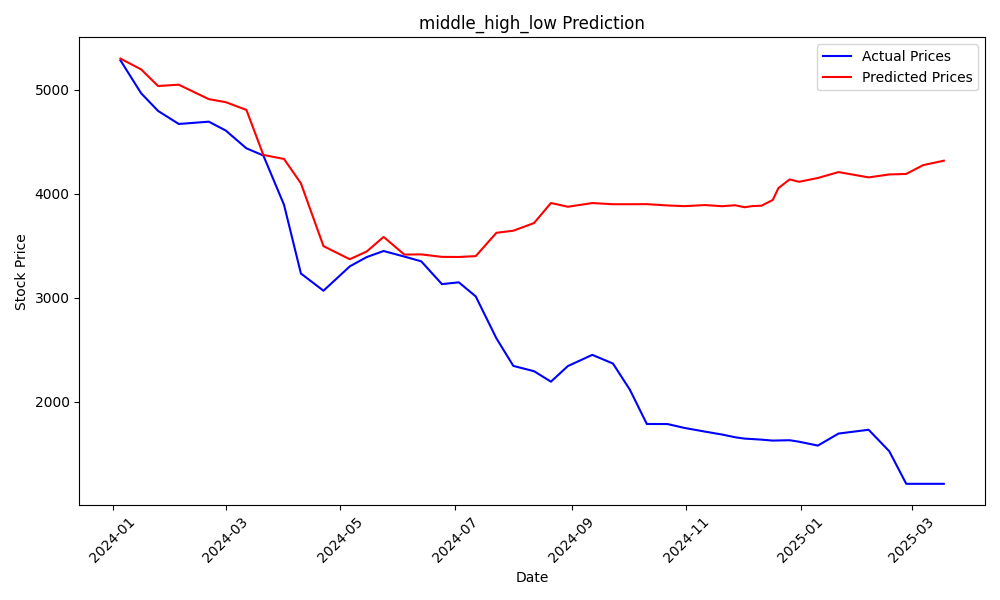 middle_high_low Prediction
Actual Prices
Predicted Prices
Stock Price
5000
4000
3000
2000
2024-01
2024-03
2024-05
2024-07
2024-09
2024-11
2025-01
2025-03
Date